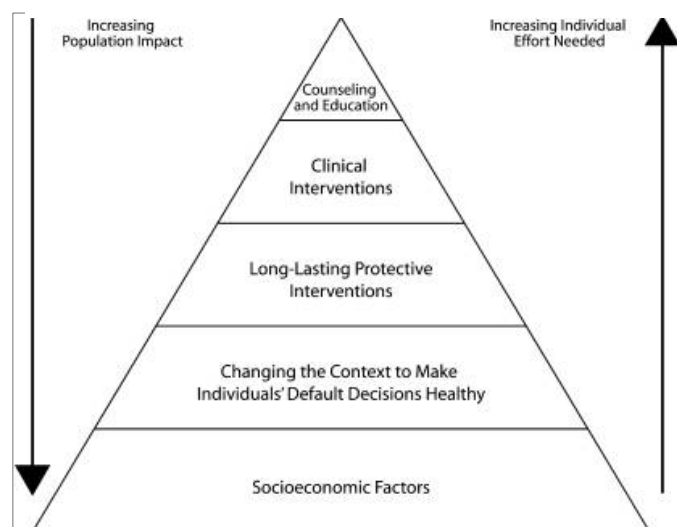 Increasing
Population Impact
Increasing Individual
Effort Needed
Counseling
and Education
Clinical
Interventions
Long-Lasting Protective
Interventions
Changing the Context to Make
Individuals' Default Decisions Healthy
Socioeconomic Factors